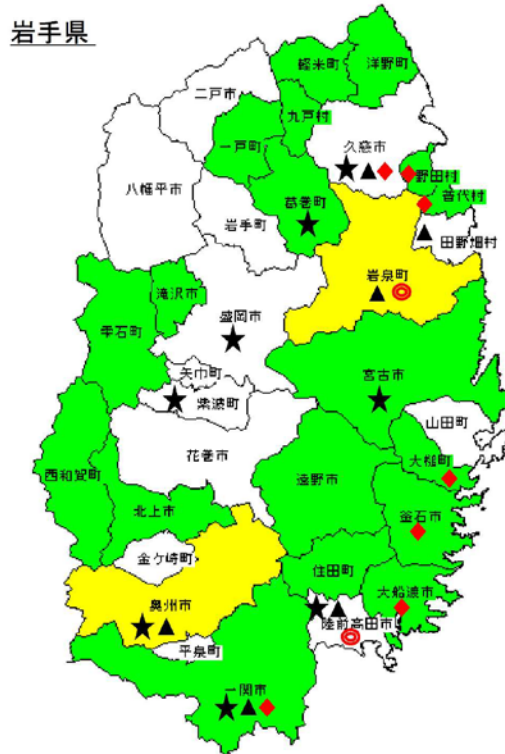 岩手県
軽米町
洋野町
二戸市
九戸村
一戸町
久慈市
野田村
普代村
八幡平市
葛巻町
岩手町
田野畑村
岩泉町
滝沢市
雫石町
盛岡市
矢巾町
紫波町
宮古市
山田町
花巻市
大槌町
西和賀町
遠野市
北上市
釜石市
金ケ崎町
住田町
大船渡市
奥州市
陸前高田市
平泉町
一関市